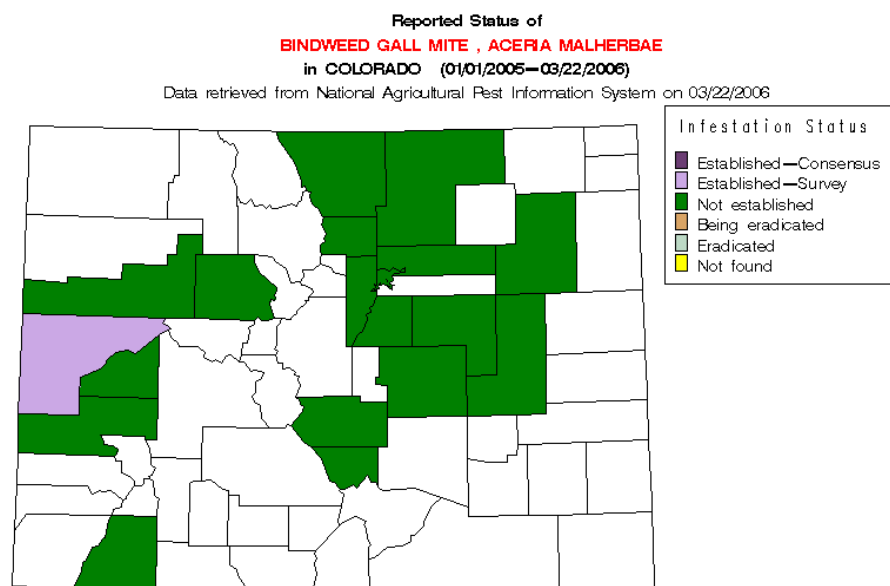 Reported Status of
BINDWEED GALL MITE , ACERIA MALHERBAE
in COLORADO (01/01/2005—03/22/2006)
Data retrieved from National Agricultural Pest Information System on 03/22/2006
Infestation Status
Established—Consensus
Established—Survey
Not established
Being eradicated
Eradicated
Not found